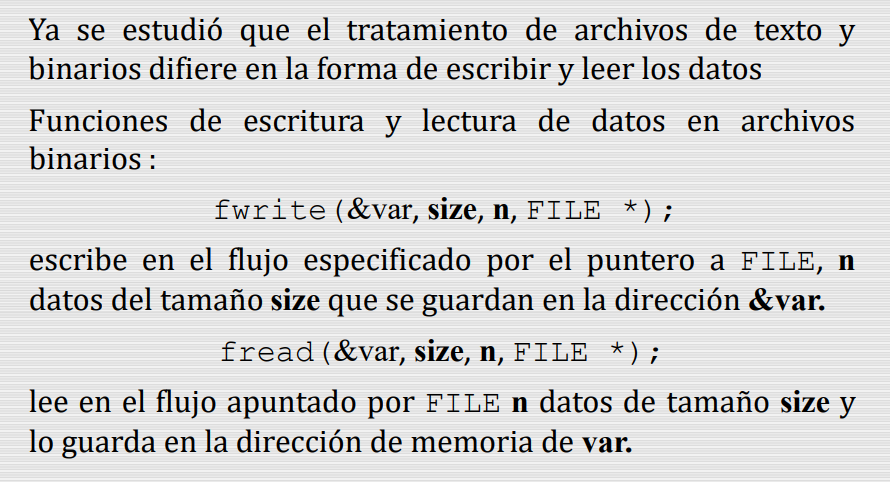 Ya se estudió que el tratamiento de archivos de texto y
binarios difiere en la forma de escribir y leer los datos
Funciones de escritura y lectura de datos en archivos
binarios :
fwrite(&var, size, n, FILE *);
escribe en el flujo especificado por el puntero a FILE, n
datos del tamaño size que se guardan en la dirección &var.
fread(&var, size, n, FILE *);
lee en el flujo apuntado por FILE n datos de tamaño size y
lo guarda en la dirección de memoria de var.